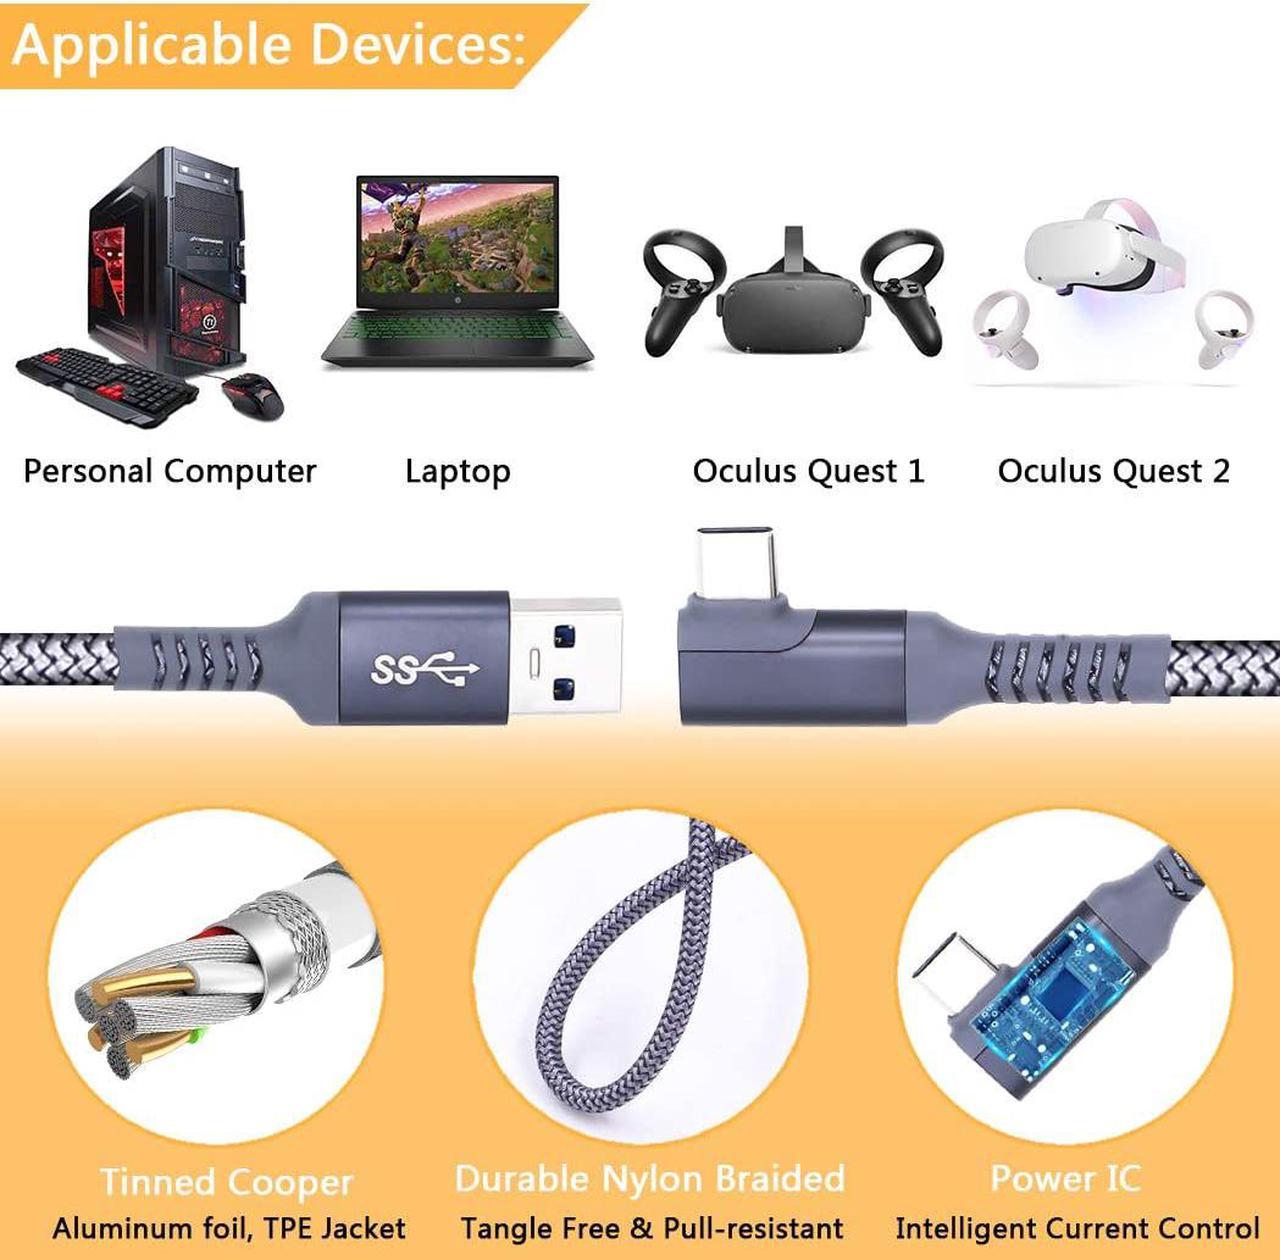 Applicable Devices:
Personal Computer
Laptop
Oculus Quest 1
Oculus Quest 2
SS
Tinned Cooper
Durable Nylon Braided
Power IC
Aluminum foil, TPE Jacket
Tangle Free & Pull-resistant
Intelligent Current Control